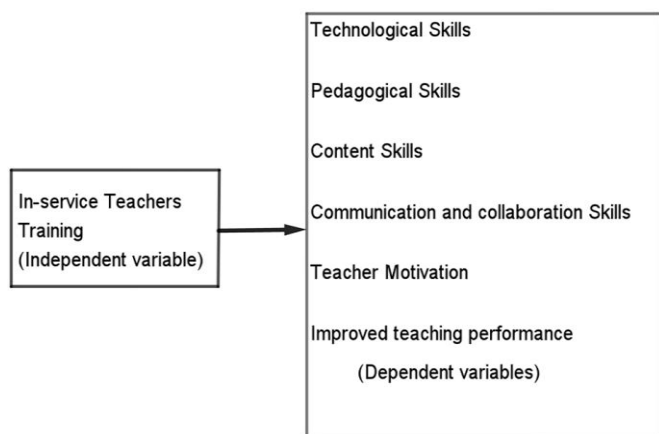 Technological Skills
Pedagogical Skills
Content Skills
In-service Teachers
Training
(Independent variable)
Communication and collaboration Skills
Teacher Motivation
Improved teaching performance
(Dependent variables)